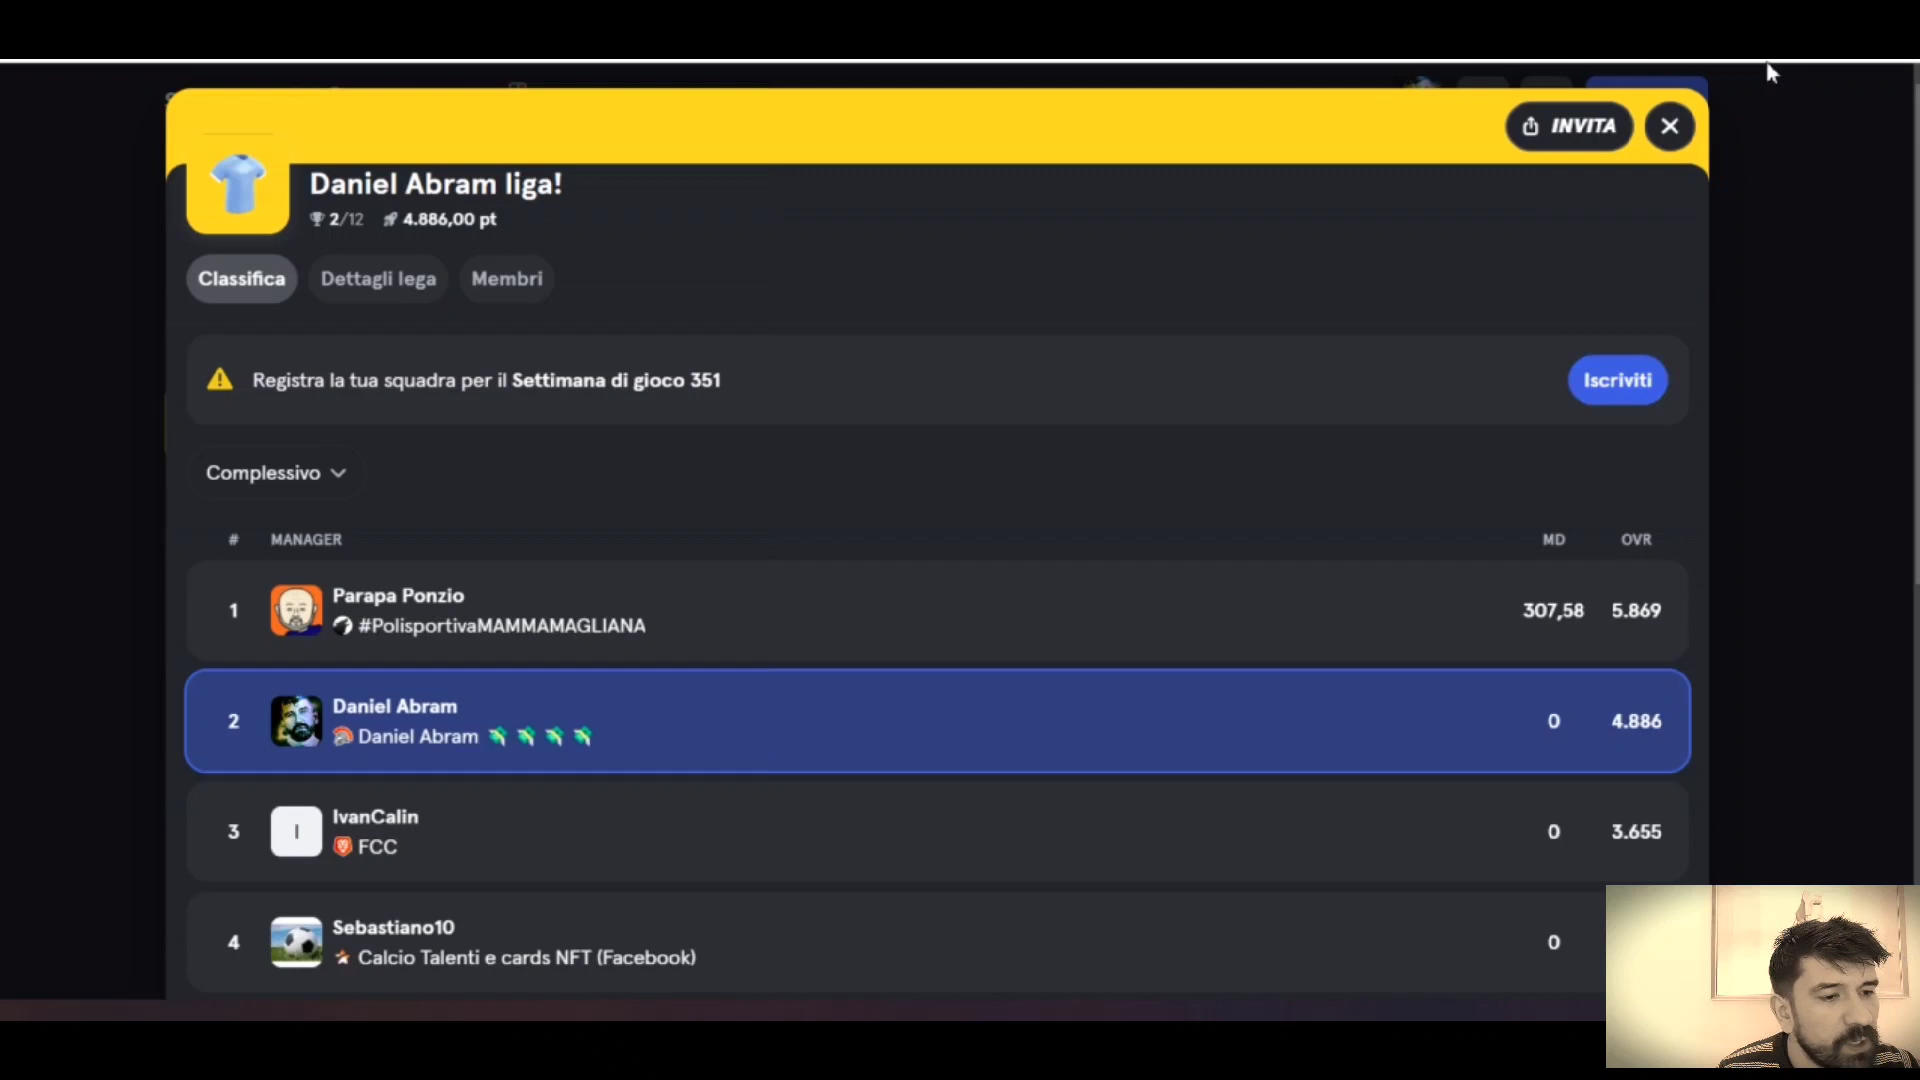 INVITA
Daniel Abram liga!
2/12 4.886,00 pt
Classifica Dettagli lega Membri
Registra la tua squadra per il Settimana di gioco 351
Iscriviti
Complessivo
# MANAGER MD OVR
1 Parapa Ponzio 307,58 5.869
#PolisportivaMAMMAMAGLIANA
2 Daniel Abram 0 4.886
Daniel Abram
3 I IvanCalin 0 3.655
FCC
4 Sebastiano10 0
Calcio Talenti e cards NFT (Facebook)